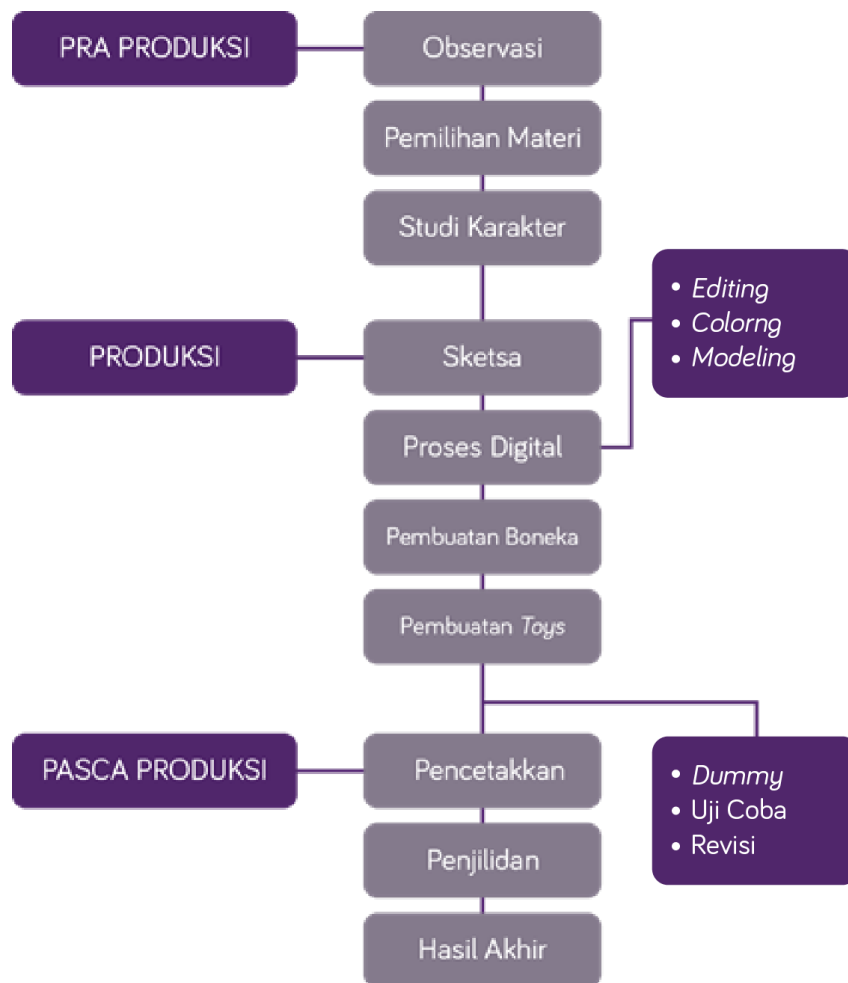 PRA PRODUKSI
Observasi
Pemilihan Materi
Studi Karakter
• Editing
• Colorng
• Modeling
PRODUKSI
Sketsa
Proses Digital
Pembuatan Boneka
Pembuatan Toys
PASCA PRODUKSI
Pencetakkan
• Dummy
• Uji Coba
• Revisi
Penjilidan
Hasil Akhir